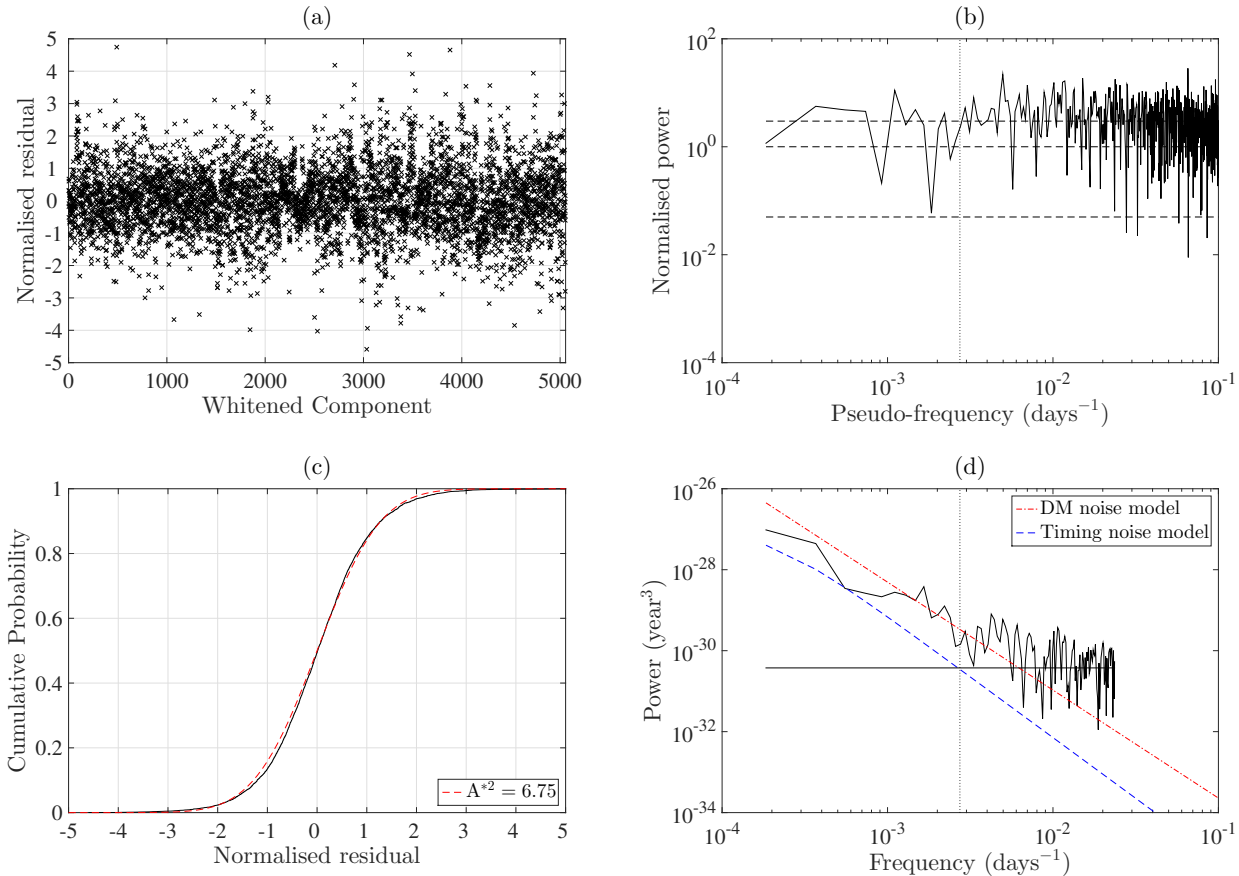 (a)
5
4
3
2
1
0
-1
-2
-3
-4
-5
0 1000 2000 3000 4000 5000
Normalised residual
Whitened Component
(b)
10^2
10^0
10^-2
10^-4
10^-4 10^-3 10^-2 10^-1
Normalised power
Pseudo-frequency (days^-1)
(c)
1
0.8
0.6
0.4
0.2
0
-5 -4 -3 -2 -1 0 1 2 3 4 5
Cumulative Probability
Normalised residual
A*2 = 6.75
(d)
10^-26
10^-28
10^-30
10^-32
10^-34
10^-4 10^-3 10^-2 10^-1
Power (year^3)
Frequency (days^-1)
DM noise model
Timing noise model